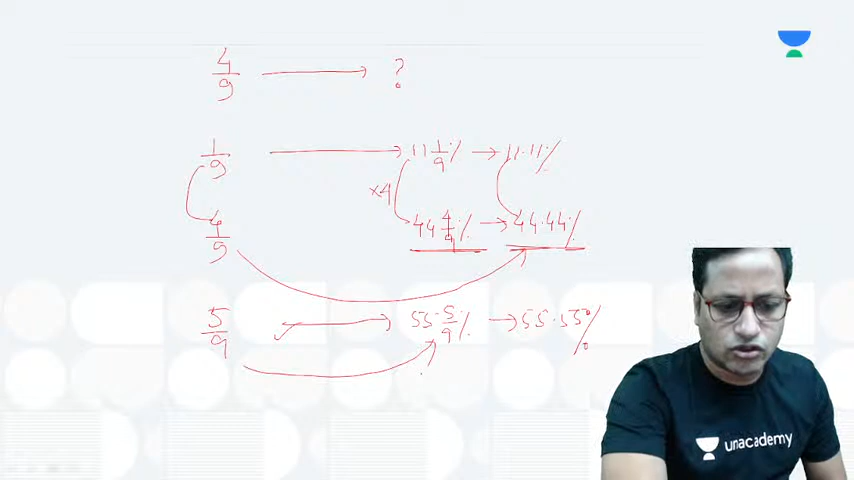 4/9 → ?
1/9 → 11 1/9 % → 11.11%
×4
4/9 44 4/9 % → 44.44%
5/9 → 55.5/9 % → 55.55%
unacademy